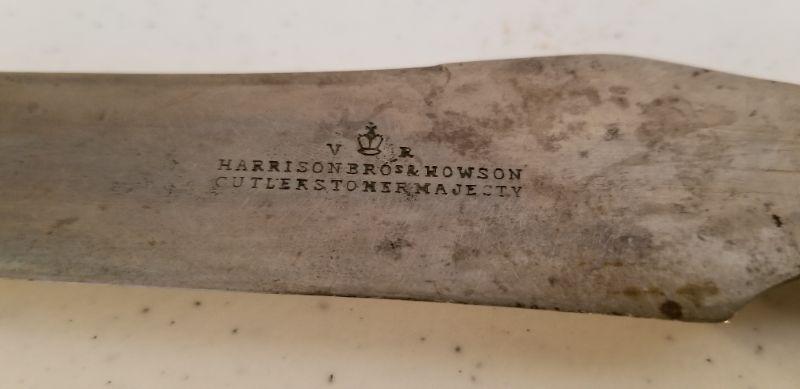 V R
HARRISON BROS & HOWSON
CUTLERS TO HER MAJESTY